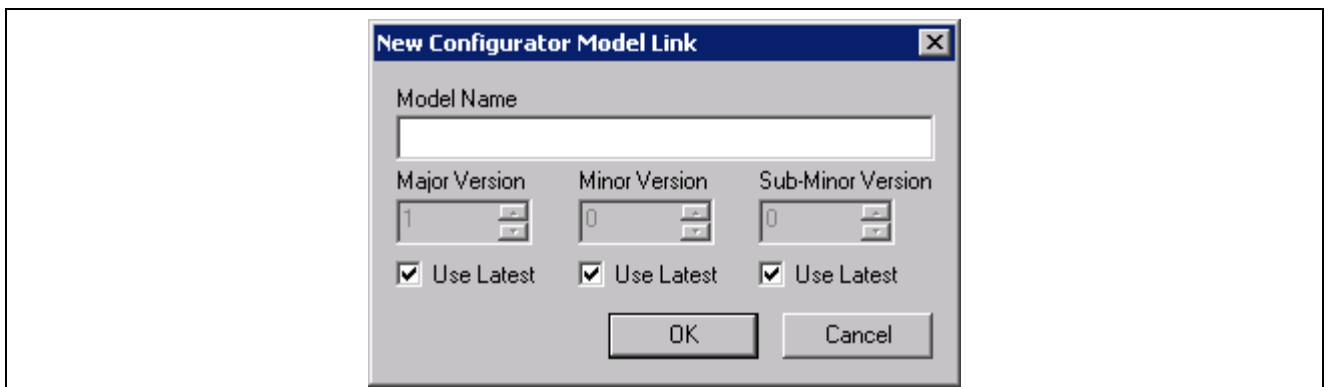 New Configurator Model Link
Model Name
Major Version Minor Version Sub-Minor Version
1 0 0
Use Latest Use Latest Use Latest
OK Cancel